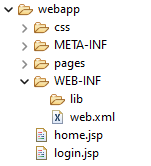 webapp
css
META-INF
pages
WEB-INF
lib
web.xml
home.jsp
login.jsp